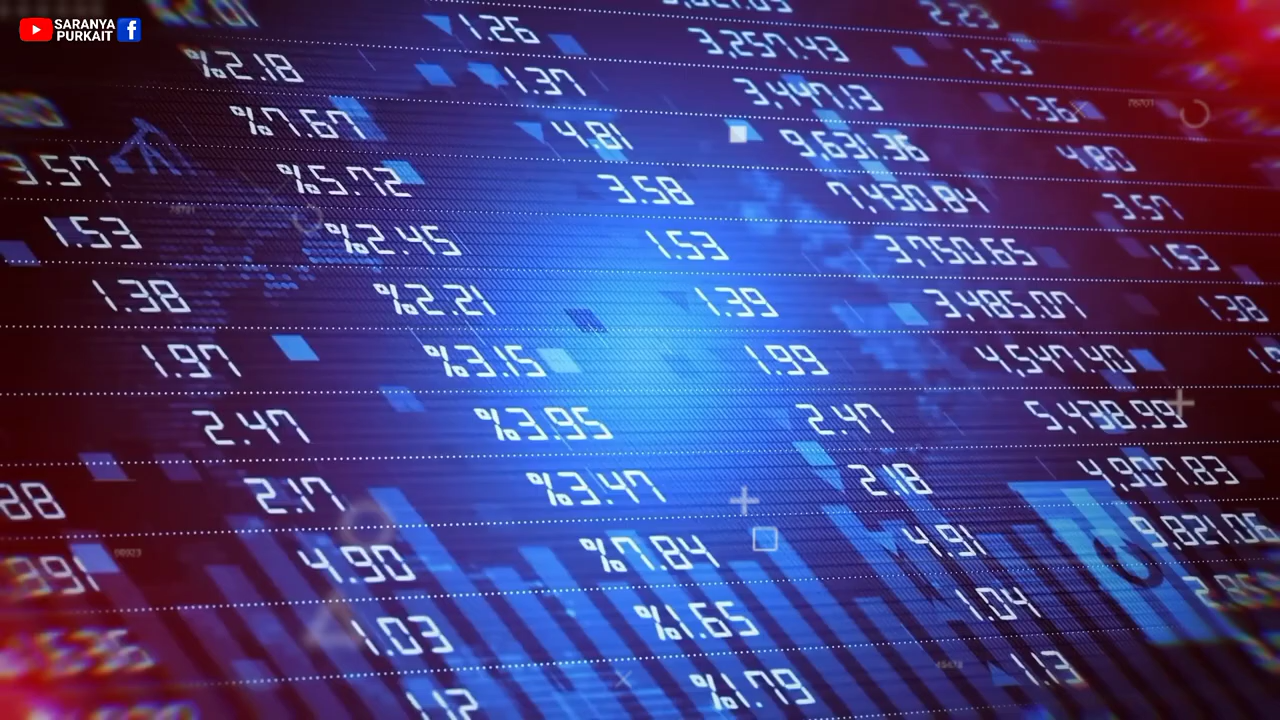 SARANYA
PURKAIT
1.26 2.23
%2.18 1.37 3,257.43 1.25
%7.67 4.81 3,447.13 1.36
3.57 %5.72 3.58 9,631.36 4.80
1.53 %2.45 1.53 7,430.84 3.57
1.38 %2.21 1.39 3,750.65 1.53
1.97 %3.15 1.99 3,485.07 1.38
2.47 %3.95 2.47 4,547.40
2.17 %3.47 2.18 5,438.99
4.90 %7.84 4.91 4,907.83
1.03 %1.65 1.04 9,821.06
1.12 %1.79 1.13